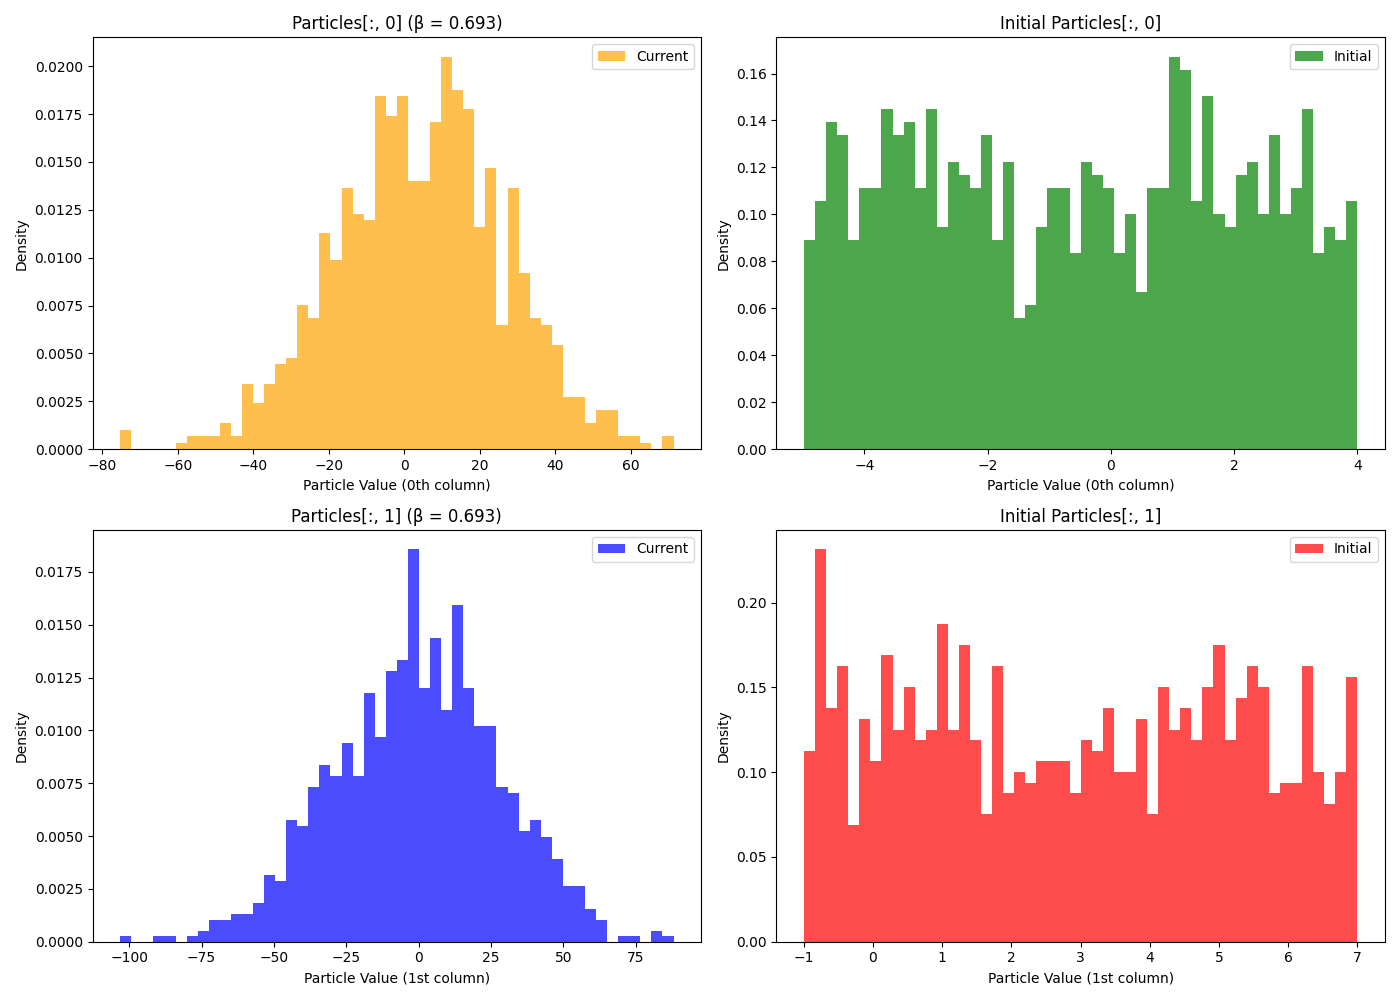 Particles[:, 0] (β = 0.693)
Current
0.0200
0.0175
0.0150
0.0125
0.0100
0.0075
0.0050
0.0025
0.0000
Density
−80 −60 −40 −20 0 20 40 60
Particle Value (0th column)
Initial Particles[:, 0]
Initial
0.16
0.14
0.12
0.10
0.08
0.06
0.04
0.02
0.00
Density
−4 −2 0 2 4
Particle Value (0th column)
Particles[:, 1] (β = 0.693)
Current
0.0175
0.0150
0.0125
0.0100
0.0075
0.0050
0.0025
0.0000
Density
−100 −75 −50 −25 0 25 50 75
Particle Value (1st column)
Initial Particles[:, 1]
Initial
0.20
0.15
0.10
0.05
0.00
Density
−1 0 1 2 3 4 5 6 7
Particle Value (1st column)